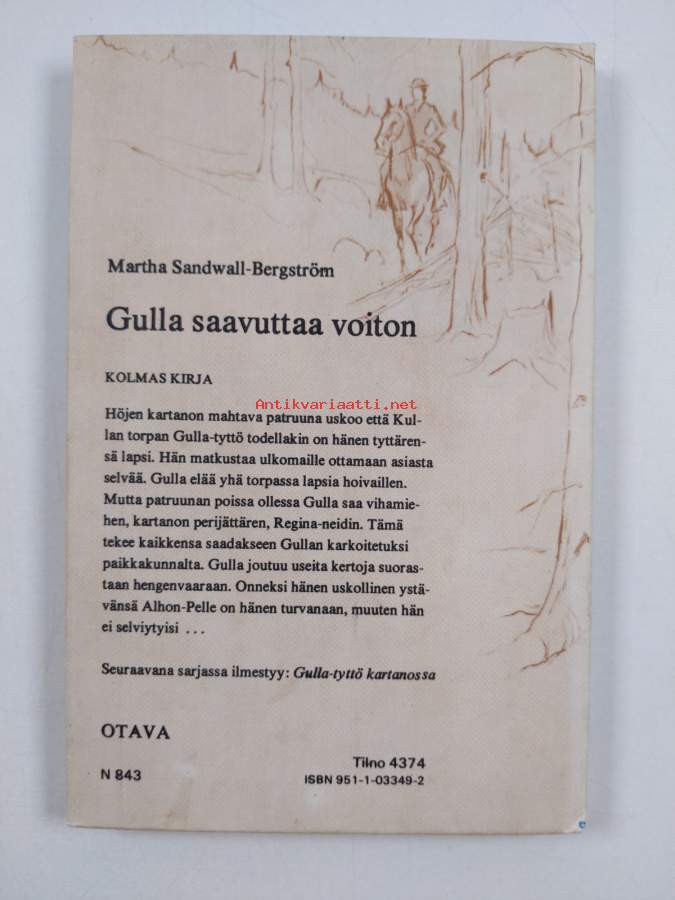 Martha Sandwall-Bergström
Gulla saavuttaa voiton
KOLMAS KIRJA
Antikvariaatti.net
Höjen kartanon mahtava patruuna uskoo että Kul-
lan torpan Gulla-tyttö todellakin on hänen tyttären-
sä lapsi. Hän matkustaa ulkomaille ottamaan asiasta
selvää. Gulla elää yhä torpassa lapsia hoivaillen.
Mutta patruunan poissa ollessa Gulla saa vihamie-
hen, kartanon perijättären, Regina-neidin. Tämä
tekee kaikkensa saadakseen Gullan karkoitetuksi
paikkakunnalta. Gulla joutuu useita kertoja suoras-
taan hengenvaaraan. Onneksi hänen uskollinen ystä-
vänsä Alhon-Pelle on hänen turvanaan, muuten hän
ei selviytyisi ...
Seuraavana sarjassa ilmestyy: Gulla-tyttö kartanossa
OTAVA
N 843
Tilno 4374
ISBN 951-1-03349-2